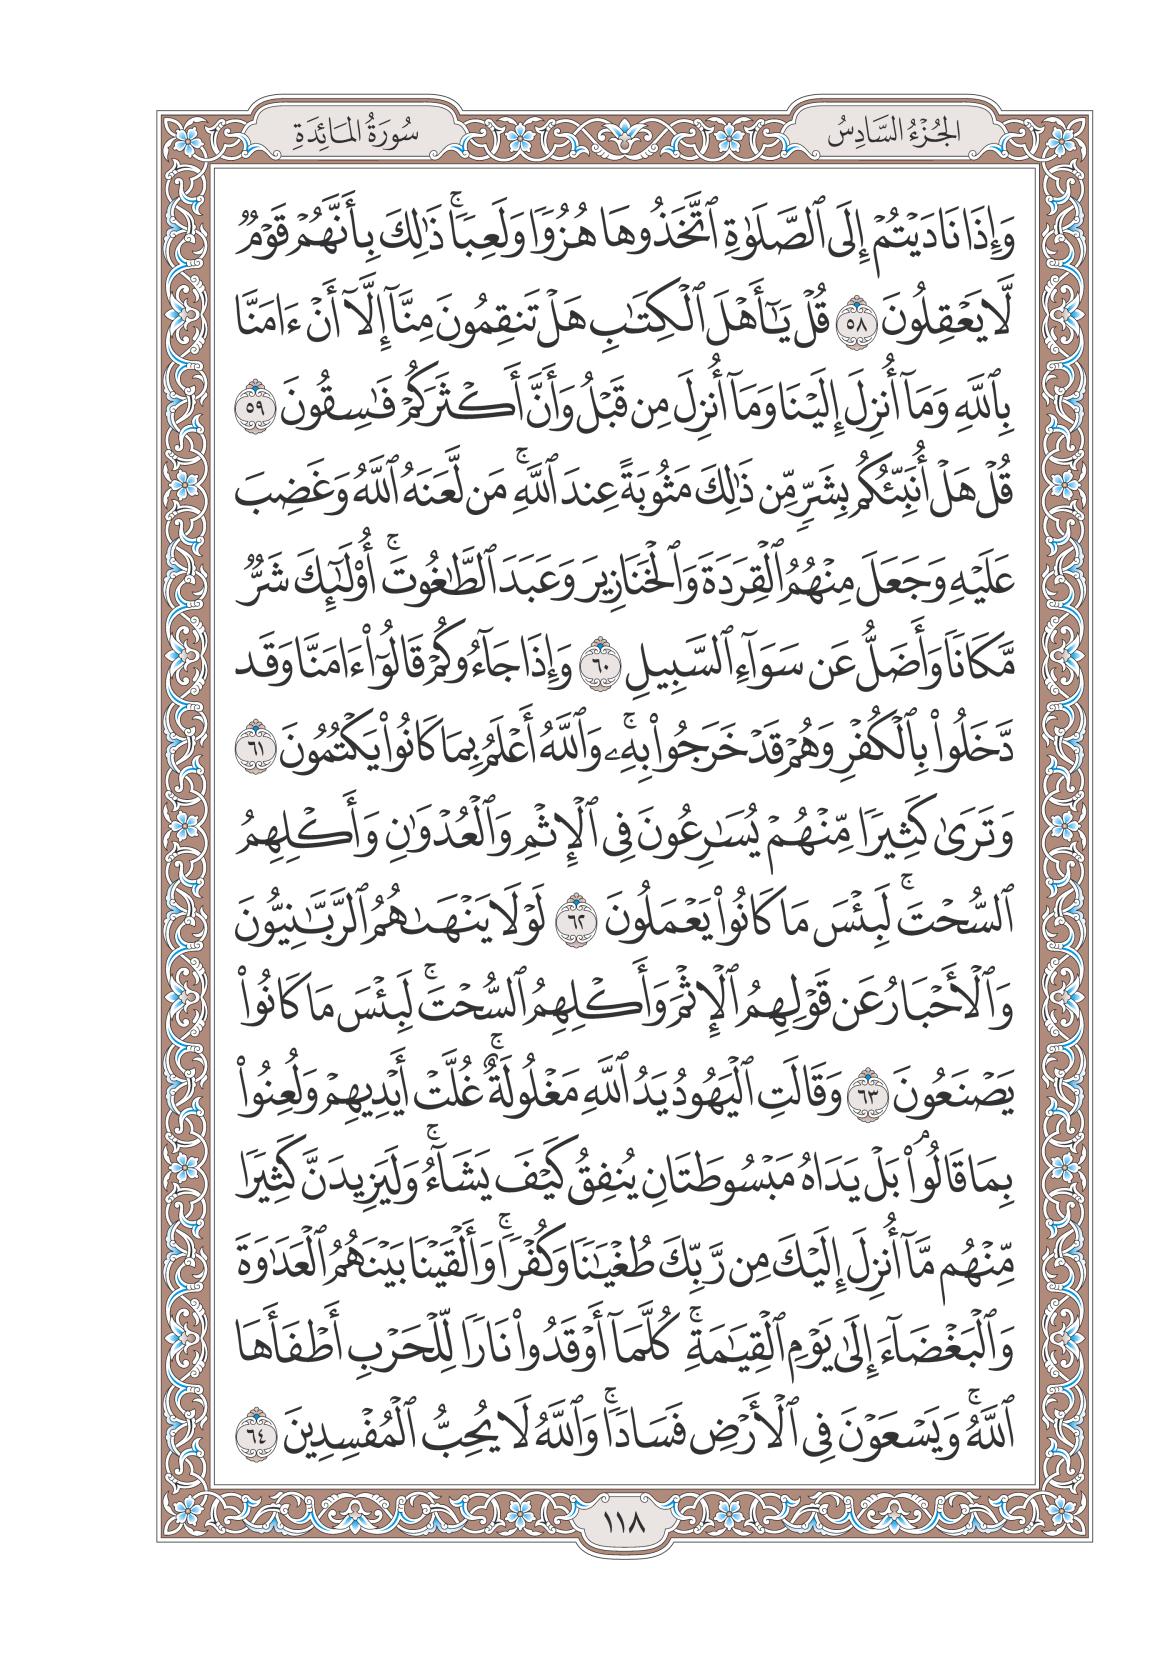 الجُزْءُ السَّادِسُ
سُورَةُ المَائِدَةِ
وَإِذَا نَادَيْتُمْ إِلَى ٱلصَّلَوٰةِ ٱتَّخَذُوهَا هُزُوًا وَلَعِبًاۚ ذَٰلِكَ بِأَنَّهُمْ قَوْمٌ
لَّا يَعْقِلُونَ ٥٨ قُلْ يَـٰٓأَهْلَ ٱلْكِتَـٰبِ هَلْ تَنقِمُونَ مِنَّآ إِلَّآ أَنْ ءَامَنَّا
بِٱللَّهِ وَمَآ أُنزِلَ إِلَيْنَا وَمَآ أُنزِلَ مِن قَبْلُ وَأَنَّ أَكْثَرَكُمْ فَـٰسِقُونَ ٥٩
قُلْ هَلْ أُنَبِّئُكُم بِشَرٍّ مِّن ذَٰلِكَ مَثُوبَةً عِندَ ٱللَّهِۚ مَن لَّعَنَهُ ٱللَّهُ وَغَضِبَ
عَلَيْهِ وَجَعَلَ مِنْهُمُ ٱلْقِرَدَةَ وَٱلْخَنَازِيرَ وَعَبَدَ ٱلطَّـٰغُوتَۚ أُو۟لَـٰٓئِكَ شَرٌّ
مَّكَانًا وَأَضَلُّ عَن سَوَآءِ ٱلسَّبِيلِ ٦٠ وَإِذَا جَآءُوكُمْ قَالُوٓا۟ ءَامَنَّا وَقَد
دَّخَلُوا۟ بِٱلْكُفْرِ وَهُمْ قَدْ خَرَجُوا۟ بِهِۦۚ وَٱللَّهُ أَعْلَمُ بِمَا كَانُوا۟ يَكْتُمُونَ ٦١
وَتَرَىٰ كَثِيرًا مِّنْهُمْ يُسَـٰرِعُونَ فِى ٱلْإِثْمِ وَٱلْعُدْوَٰنِ وَأَكْلِهِمُ
ٱلسُّحْتَۚ لَبِئْسَ مَا كَانُوا۟ يَعْمَلُونَ ٦٢ لَوْلَا يَنْهَىٰهُمُ ٱلرَّبَّـٰنِيُّونَ
وَٱلْأَحْبَارُ عَن قَوْلِهِمُ ٱلْإِثْمَ وَأَكْلِهِمُ ٱلسُّحْتَۚ لَبِئْسَ مَا كَانُوا۟
يَصْنَعُونَ ٦٣ وَقَالَتِ ٱلْيَهُودُ يَدُ ٱللَّهِ مَغْلُولَةٌۚ غُلَّتْ أَيْدِيهِمْ وَلُعِنُوا۟
بِمَا قَالُوا۟ۘ بَلْ يَدَاهُ مَبْسُوطَتَانِ يُنفِقُ كَيْفَ يَشَآءُۚ وَلَيَزِيدَنَّ كَثِيرًا
مِّنْهُم مَّآ أُنزِلَ إِلَيْكَ مِن رَّبِّكَ طُغْيَـٰنًا وَكُفْرًاۚ وَأَلْقَيْنَا بَيْنَهُمُ ٱلْعَدَٰوَةَ
وَٱلْبَغْضَآءَ إِلَىٰ يَوْمِ ٱلْقِيَـٰمَةِۚ كُلَّمَآ أَوْقَدُوا۟ نَارًا لِّلْحَرْبِ أَطْفَأَهَا
ٱللَّهُۚ وَيَسْعَوْنَ فِى ٱلْأَرْضِ فَسَادًاۚ وَٱللَّهُ لَا يُحِبُّ ٱلْمُفْسِدِينَ ٦٤
١١٨